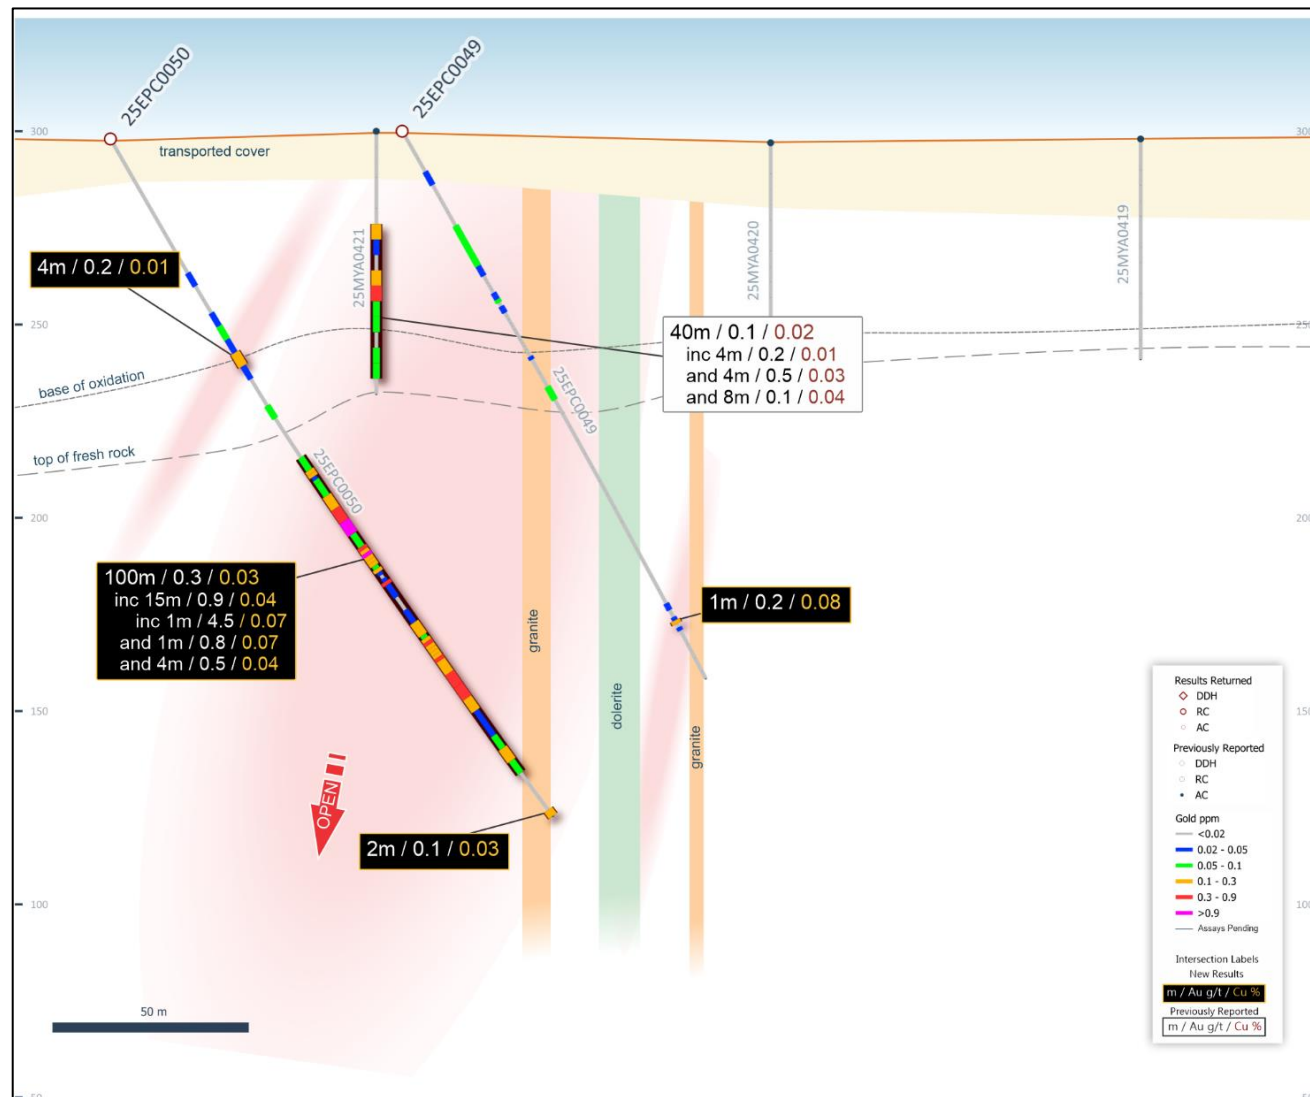 25EPC0050
25EPC0049
300
300
transported cover
25MYA0421
25MYA0420
25MYA0419
4m / 0.2 / 0.01
250
250
40m / 0.1 / 0.02
inc 4m / 0.2 / 0.01
and 4m / 0.5 / 0.03
and 8m / 0.1 / 0.04
base of oxidation
25EPC0049
top of fresh rock
25EPC0050
200
200
100m / 0.3 / 0.03
inc 15m / 0.9 / 0.04
inc 1m / 4.5 / 0.07
and 1m / 0.8 / 0.07
and 4m / 0.5 / 0.04
1m / 0.2 / 0.08
granite
dolerite
granite
150
150
OPEN
2m / 0.1 / 0.03
100
100
50 m
50
50
Results Returned
DDH
RC
AC
Previously Reported
DDH
RC
AC
Gold ppm
<0.02
0.02 - 0.05
0.05 - 0.1
0.1 - 0.3
0.3 - 0.9
>0.9
Assays Pending
Intersection Labels
New Results
m / Au g/t / Cu %
Previously Reported
m / Au g/t / Cu %